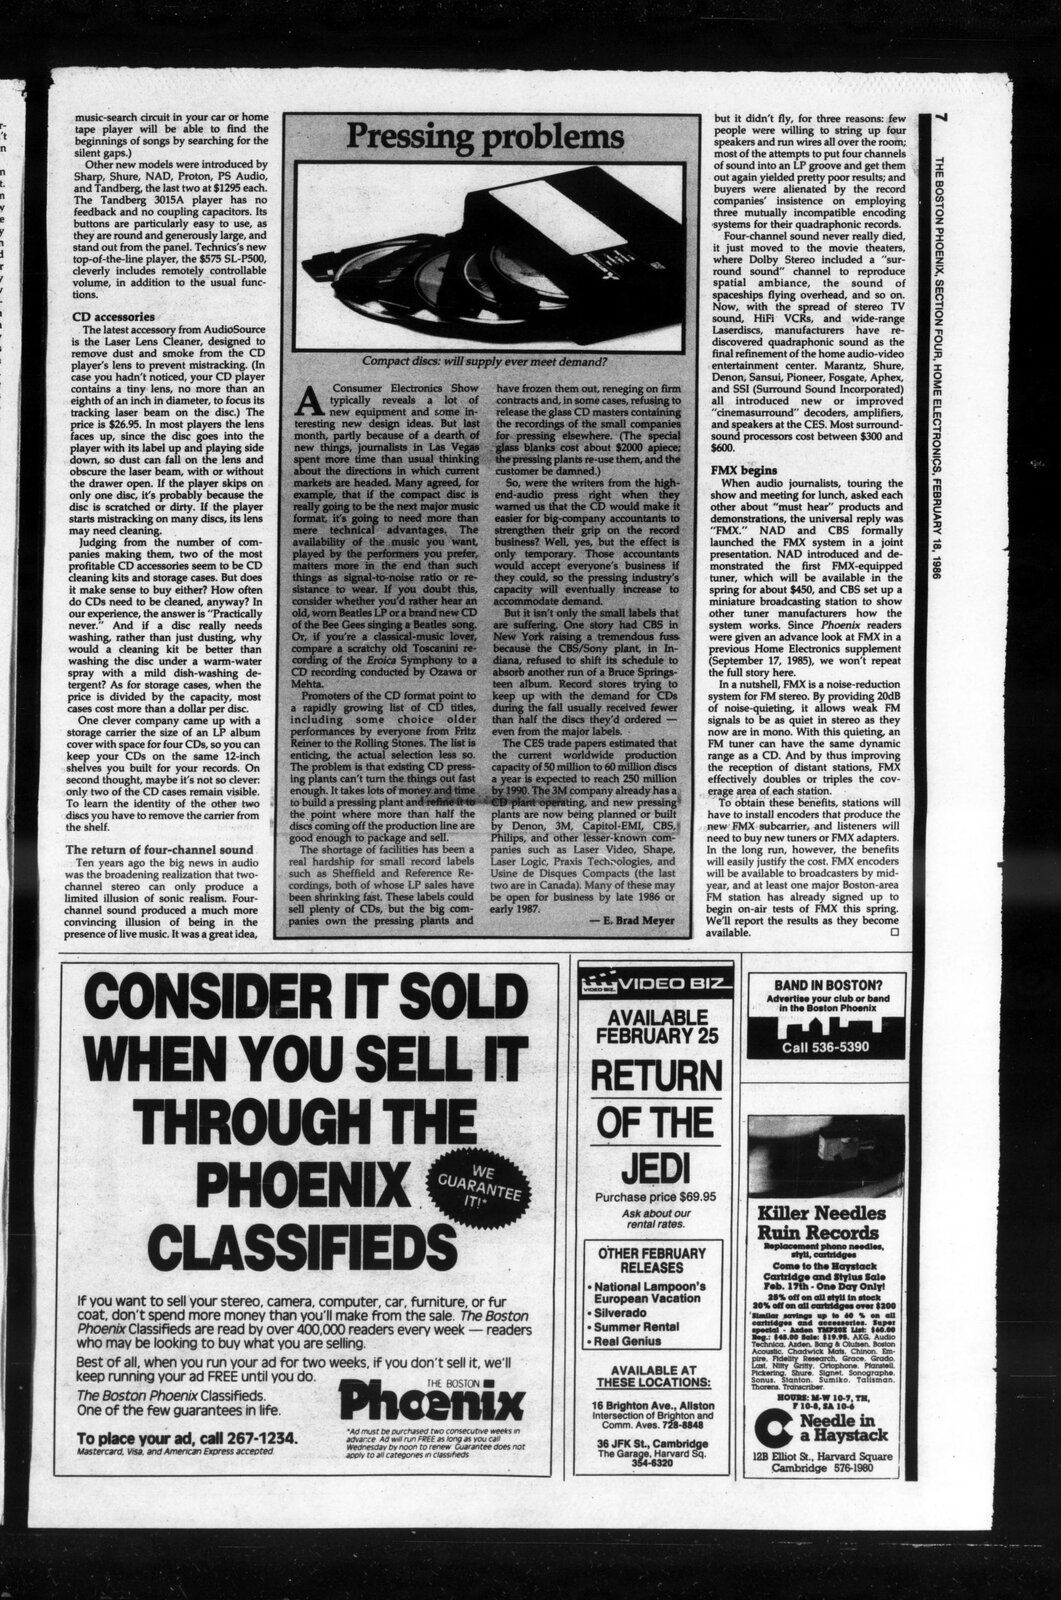 music-search circuit in your car or home
tape player will be able to find the
beginnings of songs by searching for the
silent gaps.)
Other new models were introduced by
Sharp, Shure, NAD, Proton, PS Audio,
and Tandberg, the last two at $1295 each.
The Tandberg 3015A player has no
feedback and no coupling capacitors. Its
buttons are particularly easy to use, as
they are round and generously large, and
stand out from the panel. Technic's new
top-of-the-line player, the $575 SL-P500,
cleverly includes remotely controllable
volume, in addition to the usual func-
tions.
CD accessories
The latest accessory from AudioSource
is the Laser Lens Cleaner, designed to
remove dust and smoke from the CD
player's lens to prevent mistracking. (In
case you hadn't noticed, your CD player
contains a tiny lens, no more than an
eighth of an inch in diameter, to focus its
tracking laser beam on the disc.) The
price is $26.95. In most players the lens
faces up, since the disc goes into the
player with its label up and playing side
down, so dust can fall on the lens and
obscure the laser beam, with or without
the drawer open. If the player skips on
only one disc, it's probably because the
disc is scratched or dirty. If the player
starts mistracking on many discs, its lens
may need cleaning.
Judging from the number of com-
panies making them, two of the most
profitable CD accessories seem to be CD
cleaning kits and storage cases. But does
it make sense to buy either? How often
do CDs need to be cleaned, anyway? In
our experience, the answer is "Practically
never." And if a disc really needs
washing, rather than just dusting, why
would a cleaning kit be better than
washing the disc under a warm-water
spray with a mild dish-washing de-
tergent? As for storage cases, when the
price is divided by the capacity, most
cases cost more than a dollar per disc.
One clever company came up with a
storage carrier the size of an LP album
cover with space for four CDs, so you can
keep your CDs on the same 12-inch
shelves you built for your records. On
second thought, maybe it's not so clever:
only two of the CD cases remain visible.
To learn the identity of the other two
discs you have to remove the carrier from
the shelf.
The return of four-channel sound
Ten years ago the big news in audio
was the broadening realization that two-
channel stereo can only produce a
limited illusion of sonic realism. Four-
channel sound produced a much more
convincing illusion of being in the
presence of live music. It was a great idea,
Pressing problems
Compact discs: will supply ever meet demand?
A Consumer Electronics Show
typically reveals a lot of
new equipment and some in-
teresting new design ideas. But last
month, partly because of a dearth of
new things, journalists in Las Vegas
spent more time than usual thinking
about the directions in which current
markets are headed. Many agreed, for
example, that if the compact disc is
really going to be the next major music
format, it's going to need more than
mere technical advantages. The
availability of the music you want,
played by the performers you prefer,
matters more in the end than such
things as signal-to-noise ratio or re-
sistance to wear. If you doubt this,
consider whether you'd rather hear an
old, worn Beatles LP or a brand new CD
of the Bee Gees singing a Beatles song.
Or, if you're a classical-music lover,
compare a scratchy old Toscanini re-
cording of the Eroica Symphony to a
CD recording conducted by Ozawa or
Mehta.
Promoters of the CD format point to
a rapidly growing list of CD titles,
including some choice older
performances by everyone from Fritz
Reiner to the Rolling Stones. The list is
enticing, the actual selection less so.
The problem is that existing CD press-
ing plants can't turn the things out fast
enough. It takes lots of money and time
to build a pressing plant and refine it to
the point where more than half the
discs coming off the production line are
good enough to package and sell.
The shortage of facilities has been a
real hardship for small record labels
such as Sheffield and Reference Re-
cordings, both of whose LP sales have
been shrinking fast. These labels could
sell plenty of CDs, but the big com-
panies own the pressing plants and
have frozen them out, reneging on firm
contracts and, in some cases, refusing to
release the glass CD masters containing
the recordings of the small companies
for pressing elsewhere. (The special
glass blanks cost about $2000 apiece;
the pressing plants re-use them, and the
customer be damned.)
So, were the writers from the high-
end-audio press right when they
warned us that the CD would make it
easier for big-company accountants to
strengthen their grip on the record
business? Well, yes, but the effect is
only temporary. Those accountants
would accept everyone's business if
they could, so the pressing industry's
capacity will eventually increase to
accommodate demand.
But it isn't only the small labels that
are suffering. One story had CBS in
New York raising a tremendous fuss
because the CBS/Sony plant, in In-
diana, refused to shift its schedule to
absorb another run of a Bruce Springs-
teen album. Record stores trying to
keep up with the demand for CDs
during the fall usually received fewer
than half the discs they'd ordered —
even from the major labels.
The CES trade papers estimated that
the current worldwide production
capacity of 50 million to 60 million discs
a year is expected to reach 250 million
by 1990. The 3M company already has a
CD plant operating, and new pressing
plants are now being planned or built
by Denon, 3M, Capitol-EMI, CBS,
Philips, and other lesser-known com-
panies such as Laser Video, Shape,
Laser Logic, Praxis Technologies, and
Usine de Disques Compacts (the last
two are in Canada). Many of these may
be open for business by late 1986 or
early 1987.
— E. Brad Meyer
but it didn't fly, for three reasons: few
people were willing to string up four
speakers and run wires all over the room;
most of the attempts to put four channels
of sound into an LP groove and get them
out again yielded pretty poor results; and
buyers were alienated by the record
companies' insistence on employing
three mutually incompatible encoding
systems for their quadraphonic records.
Four-channel sound never really died,
it just moved to the movie theaters,
where Dolby Stereo included a "sur-
round sound" channel to reproduce
spatial ambiance, the sound of
spaceships flying overhead, and so on.
Now, with the spread of stereo TV
sound, HiFi VCRs, and wide-range
Laserdiscs, manufacturers have re-
discovered quadraphonic sound as the
final refinement of the home audio-video
entertainment center. Marantz, Shure,
Denon, Sansui, Pioneer, Fosgate, Aphex,
and SSI (Surround Sound Incorporated)
all introduced new or improved
"cinemasurround" decoders, amplifiers,
and speakers at the CES. Most surround-
sound processors cost between $300 and
$600.
FMX begins
When audio journalists, touring the
show and meeting for lunch, asked each
other about "must hear" products and
demonstrations, the universal reply was
"FMX." NAD and CBS formally
launched the FMX system in a joint
presentation. NAD introduced and de-
monstrated the first FMX-equipped
tuner, which will be available in the
spring for about $450, and CBS set up a
miniature broadcasting station to show
other tuner manufacturers how the
system works. Since Phoenix readers
were given an advance look at FMX in a
previous Home Electronics supplement
(September 17, 1985), we won't repeat
the full story here.
In a nutshell, FMX is a noise-reduction
system for FM stereo. By providing 20dB
of noise-quieting, it allows weak FM
signals to be as quiet in stereo as they
now are in mono. With this quieting, an
FM tuner can have the same dynamic
range as a CD. And by thus improving
the reception of distant stations, FMX
effectively doubles or triples the cov-
erage area of each station.
To obtain these benefits, stations will
have to install encoders that produce the
new FMX subcarrier, and listeners will
need to buy new tuners or FMX adapters.
In the long run, however, the benefits
will easily justify the cost. FMX encoders
will be available to broadcasters by mid-
year, and at least one major Boston-area
FM station has already signed up to
begin on-air tests of FMX this spring.
We'll report the results as they become
available. □
7
THE BOSTON PHOENIX, SECTION FOUR, HOME ELECTRONICS, FEBRUARY 18, 1986
CONSIDER IT SOLD
WHEN YOU SELL IT
THROUGH THE
PHOENIX
CLASSIFIEDS
WE
GUARANTEE
IT!*
If you want to sell your stereo, camera, computer, car, furniture, or fur
coat, don't spend more money than you'll make from the sale. The Boston
Phoenix Classifieds are read by over 400,000 readers every week — readers
who may be looking to buy what you are selling.
Best of all, when you run your ad for two weeks, if you don't sell it, we'll
keep running your ad FREE until you do.
The Boston Phoenix Classifieds.
One of the few guarantees in life.
To place your ad, call 267-1234.
Mastercard, Visa, and American Express accepted.
THE BOSTON
Phoenix
*Ad must be purchased two consecutive weeks in
advance. Ad will run FREE as long as you call
Wednesday by noon to renew. Guarantee does not
apply to all categories in classifieds
VIDEO BIZ
VIDEO BIZ
AVAILABLE
FEBRUARY 25
RETURN
OF THE
JEDI
Purchase price $69.95
Ask about our
rental rates.
OTHER FEBRUARY
RELEASES
• National Lampoon's
European Vacation
• Silverado
• Summer Rental
• Real Genius
AVAILABLE AT
THESE LOCATIONS:
16 Brighton Ave., Allston
Intersection of Brighton and
Comm. Aves. 728-8848
36 JFK St., Cambridge
The Garage, Harvard Sq.
354-6320
BAND IN BOSTON?
Advertise your club or band
in the Boston Phoenix
Call 536-5390
Killer Needles
Ruin Records
Replacement phono needles,
styli, cartridges
Come to the Haystack
Cartridge and Stylus Sale
Feb. 17th - One Day Only!
25% off on all styli in stock
20% off on all cartridges over $200
Similar savings up to 60 % on all
cartridges and accessories. Super
special - Azden YMP20E List: $60.00
Reg.: $45.00 Sale: $19.95. AKG, Audio
Technica, Azden, Bang & Olufsen, Boston
Acoustic, Chadwick Mats, Chinon, Em-
pire, Fidelity Research, Grace, Grado,
Last, Nitty Gritty, Ortophone, Planstell
Pickering, Shure, Signet, Sonographe,
Sonus, Stanton, Sumiko, Talisman,
Thorens, Transcriber.
HOURS: M-W 10-7, TH,
F 10-8, SA 10-6
Needle in
a Haystack
12B Elliot St., Harvard Square
Cambridge 576-1980